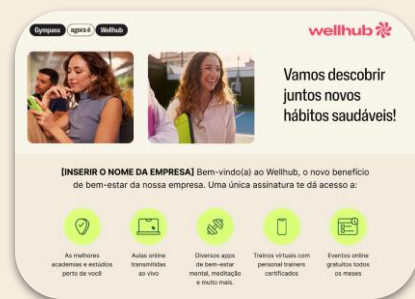 Gympass agora é Wellhub
wellhub
Vamos descobrir
juntos novos
hábitos saudáveis!
[INSERIR O NOME DA EMPRESA] Bem-vindo(a) ao Wellhub, o novo benefício
de bem-estar da nossa empresa. Uma única assinatura te dá acesso a:
As melhores
academias e estúdios
perto de você
Aulas online
transmitidas
ao vivo
Diversos apps
de bem-estar
mental, meditação
e muito mais.
Treinos virtuais com
personal trainers
certificados
Eventos online
gratuitos todos
os meses